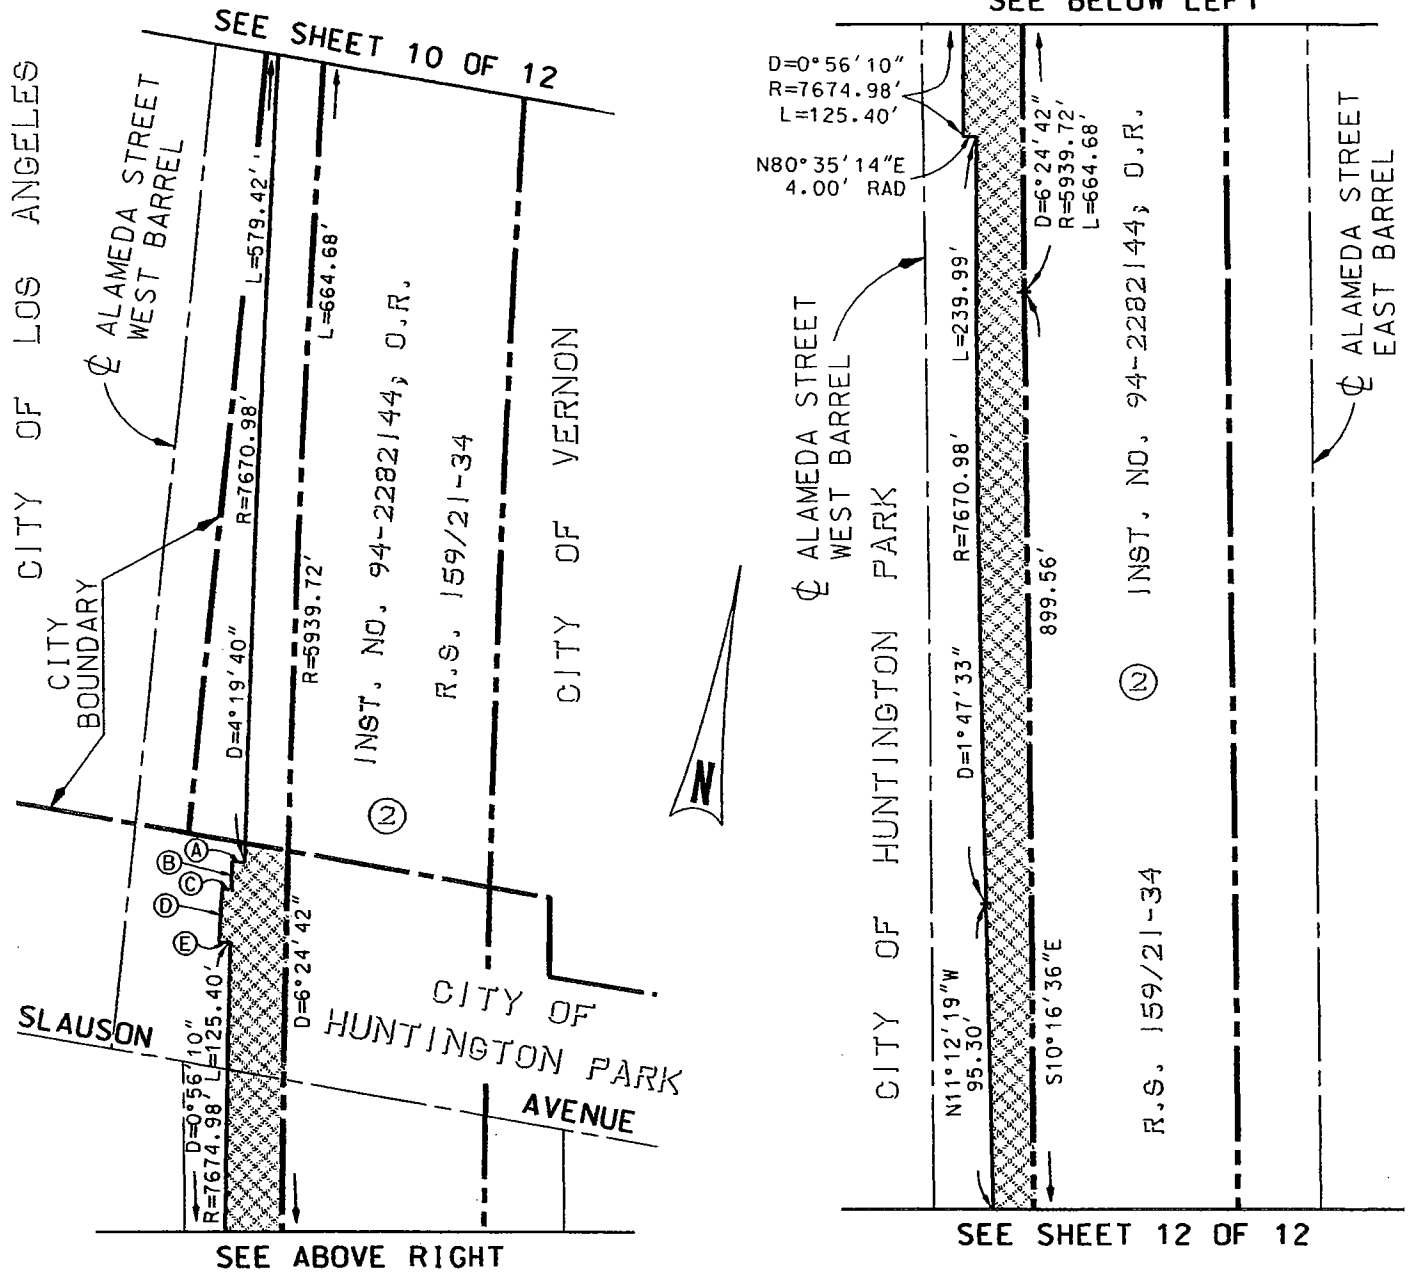 SEE SHEET 10 OF 12
CITY OF LOS ANGELES
℄ ALAMEDA STREET
WEST BARREL
L=579.42'
L=664.68'
R=7670.98'
R=5939.72'
D=4°19'40"
INST. NO. 94-2282144; O.R.
R.S. 159/21-34
CITY OF VERNON
CITY
BOUNDARY
2
N
A
B
C
D
E
D=6°24'42"
CITY OF
HUNTINGTON PARK
SLAUSON
AVENUE
D=0°56'10"
R=7674.98' L=125.40'
SEE ABOVE RIGHT
SEE BELOW LEFT
D=0°56'10"
R=7674.98'
L=125.40'
N80°35'14"E
4.00' RAD
D=6°24'42"
R=5939.72'
L=664.68'
L=239.99'
R=7670.98'
D=1°47'33"
℄ ALAMEDA STREET
WEST BARREL
CITY OF HUNTINGTON PARK
899.56'
INST. NO. 94-2282144; O.R.
2
R.S. 159/21-34
℄ ALAMEDA STREET
EAST BARREL
N11°12'19"W
95.30'
S10°16'36"E
SEE SHEET 12 OF 12